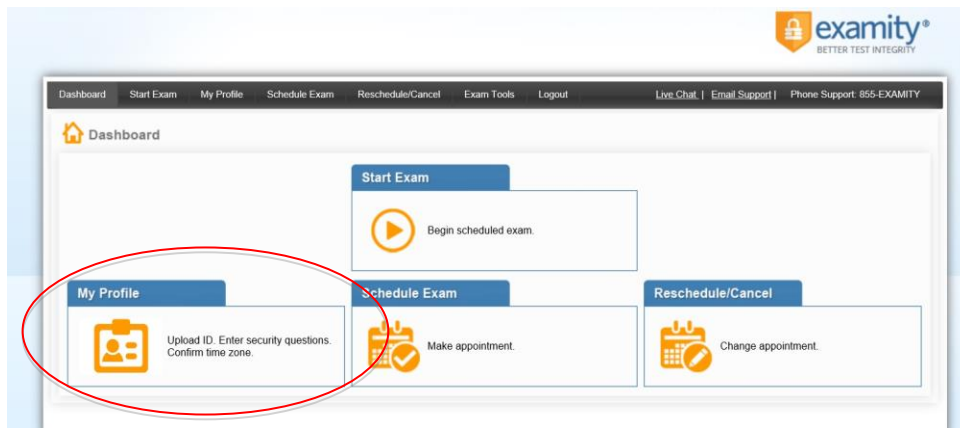 examity®
BETTER TEST INTEGRITY
Dashboard Start Exam My Profile Schedule Exam Reschedule/Cancel Exam Tools Logout Live Chat | Email Support | Phone Support: 855-EXAMITY
Dashboard
Start Exam
Begin scheduled exam.
My Profile
Upload ID. Enter security questions.
Confirm time zone.
Schedule Exam
Make appointment.
Reschedule/Cancel
Change appointment.